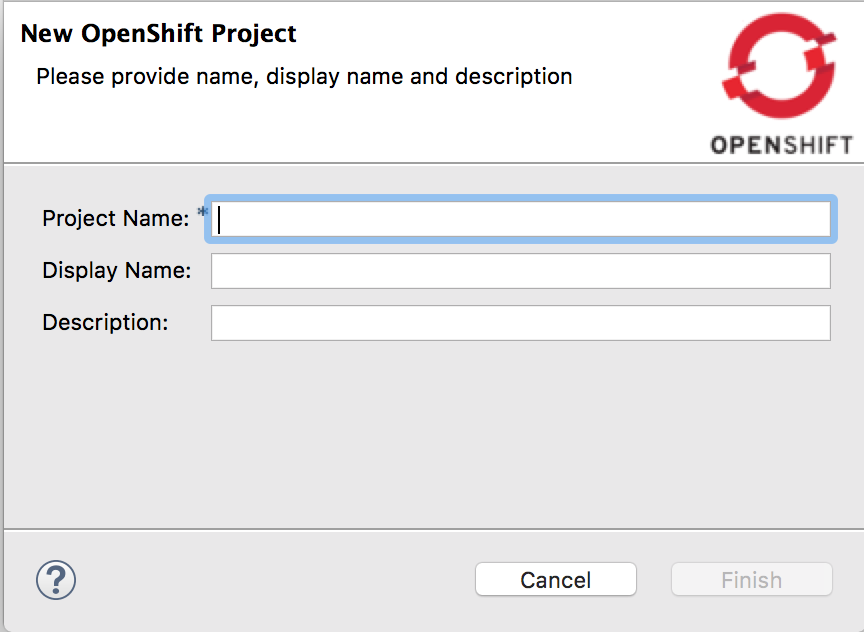 New OpenShift Project
Please provide name, display name and description
OPENSHIFT
Project Name: *
Display Name:
Description:
?
Cancel
Finish